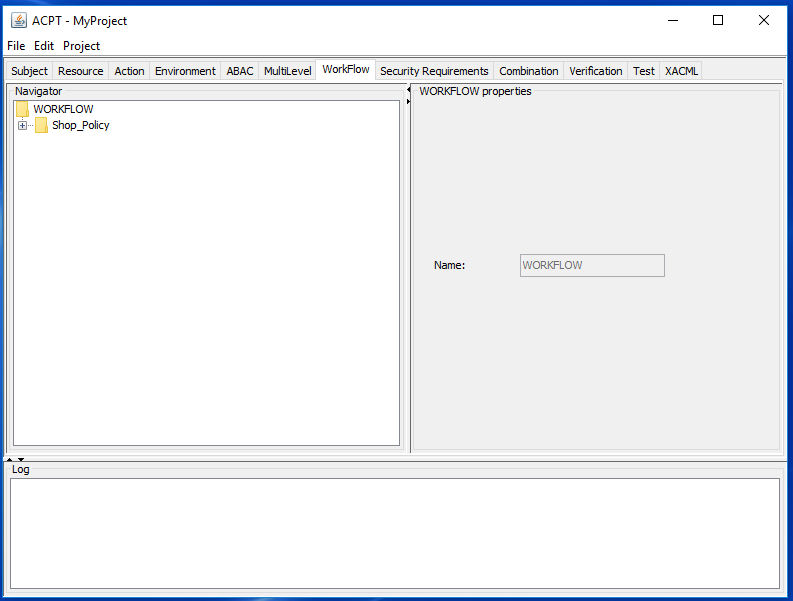 ACPT - MyProject
File Edit Project
Subject Resource Action Environment ABAC MultiLevel WorkFlow Security Requirements Combination Verification Test XACML
Navigator
WORKFLOW
Shop_Policy
WORKFLOW properties
Name: WORKFLOW
Log